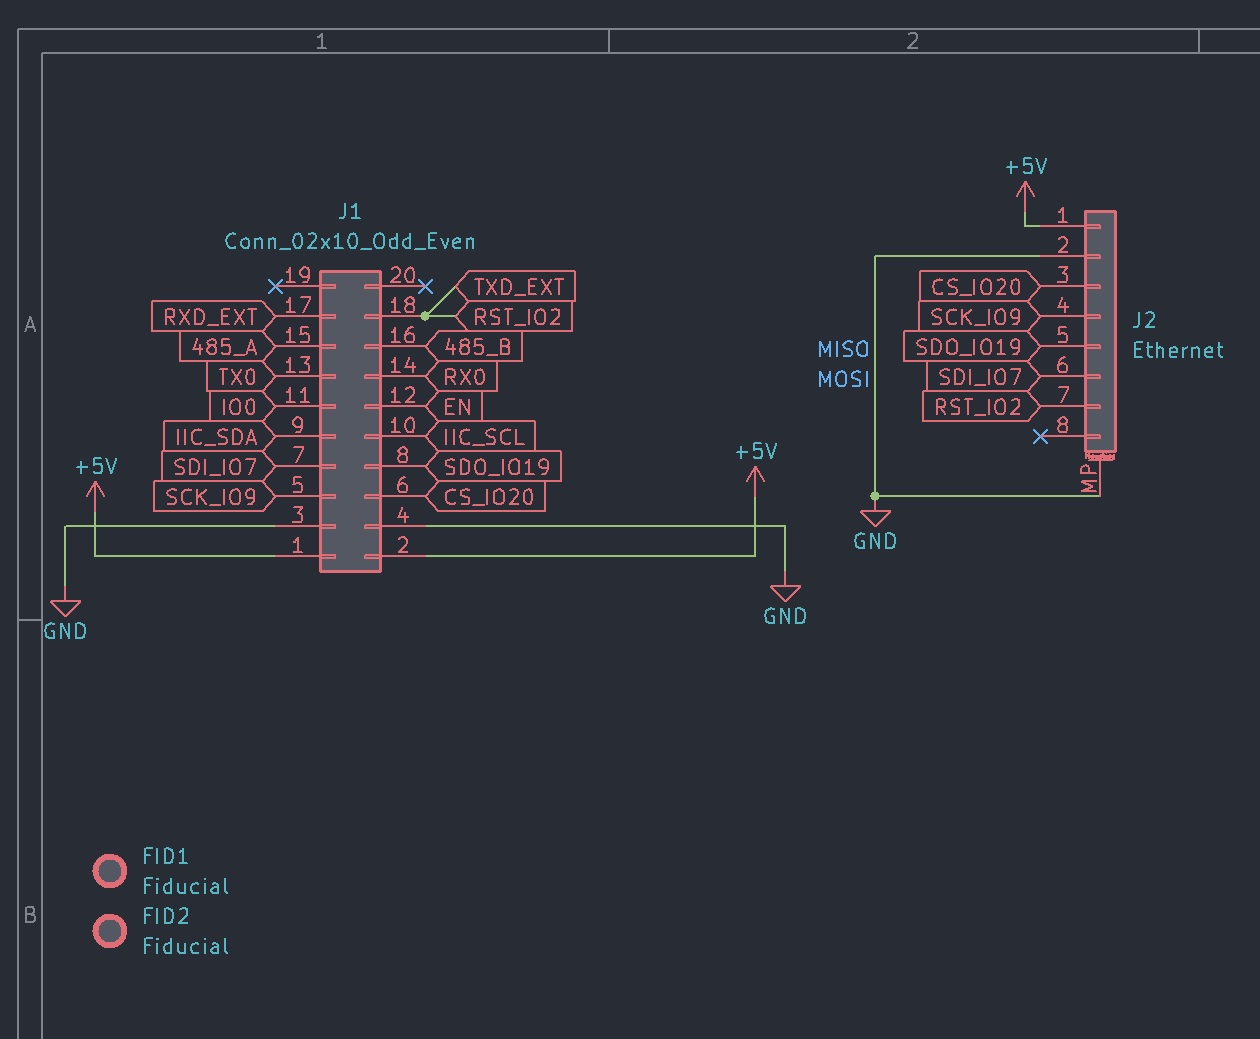 1
2
A
B
J1
Conn_02x10_Odd_Even
19 20 TXD_EXT
RXD_EXT 17 18 RST_IO2
485_A 15 16 485_B
TX0 13 14 RX0
IO0 11 12 EN
IIC_SDA 9 10 IIC_SCL
SDI_IO7 7 8 SDO_IO19
SCK_IO9 5 6 CS_IO20
3 4
1 2
+5V
GND
+5V
GND
+5V
1
2
CS_IO20 3
SCK_IO9 4
MISO SDO_IO19 5
MOSI SDI_IO7 6
RST_IO2 7
8
MP
J2
Ethernet
GND
FID1
Fiducial
FID2
Fiducial